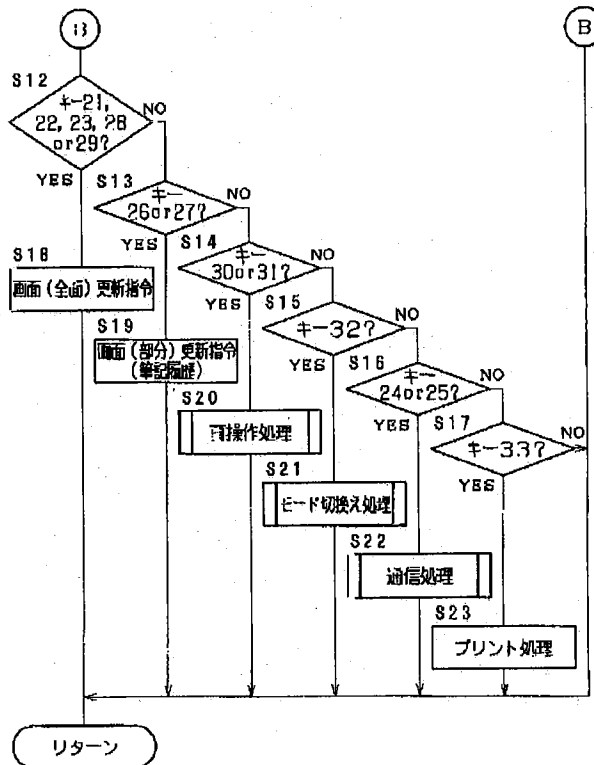 B
B
S12
キー21,
22, 23, 28
or29?
NO
YES
S13
キー
26or27?
NO
YES
S14
キー
30or31?
NO
YES
S15
キー32?
NO
YES
S16
キー
24or25?
NO
YES
S17
キー33?
NO
YES
S18
画面(全面)更新指令
S19
画面(部分)更新指令
(筆記履歴)
S20
再操作処理
S21
モード切換え処理
S22
通信処理
S23
プリント処理
リターン